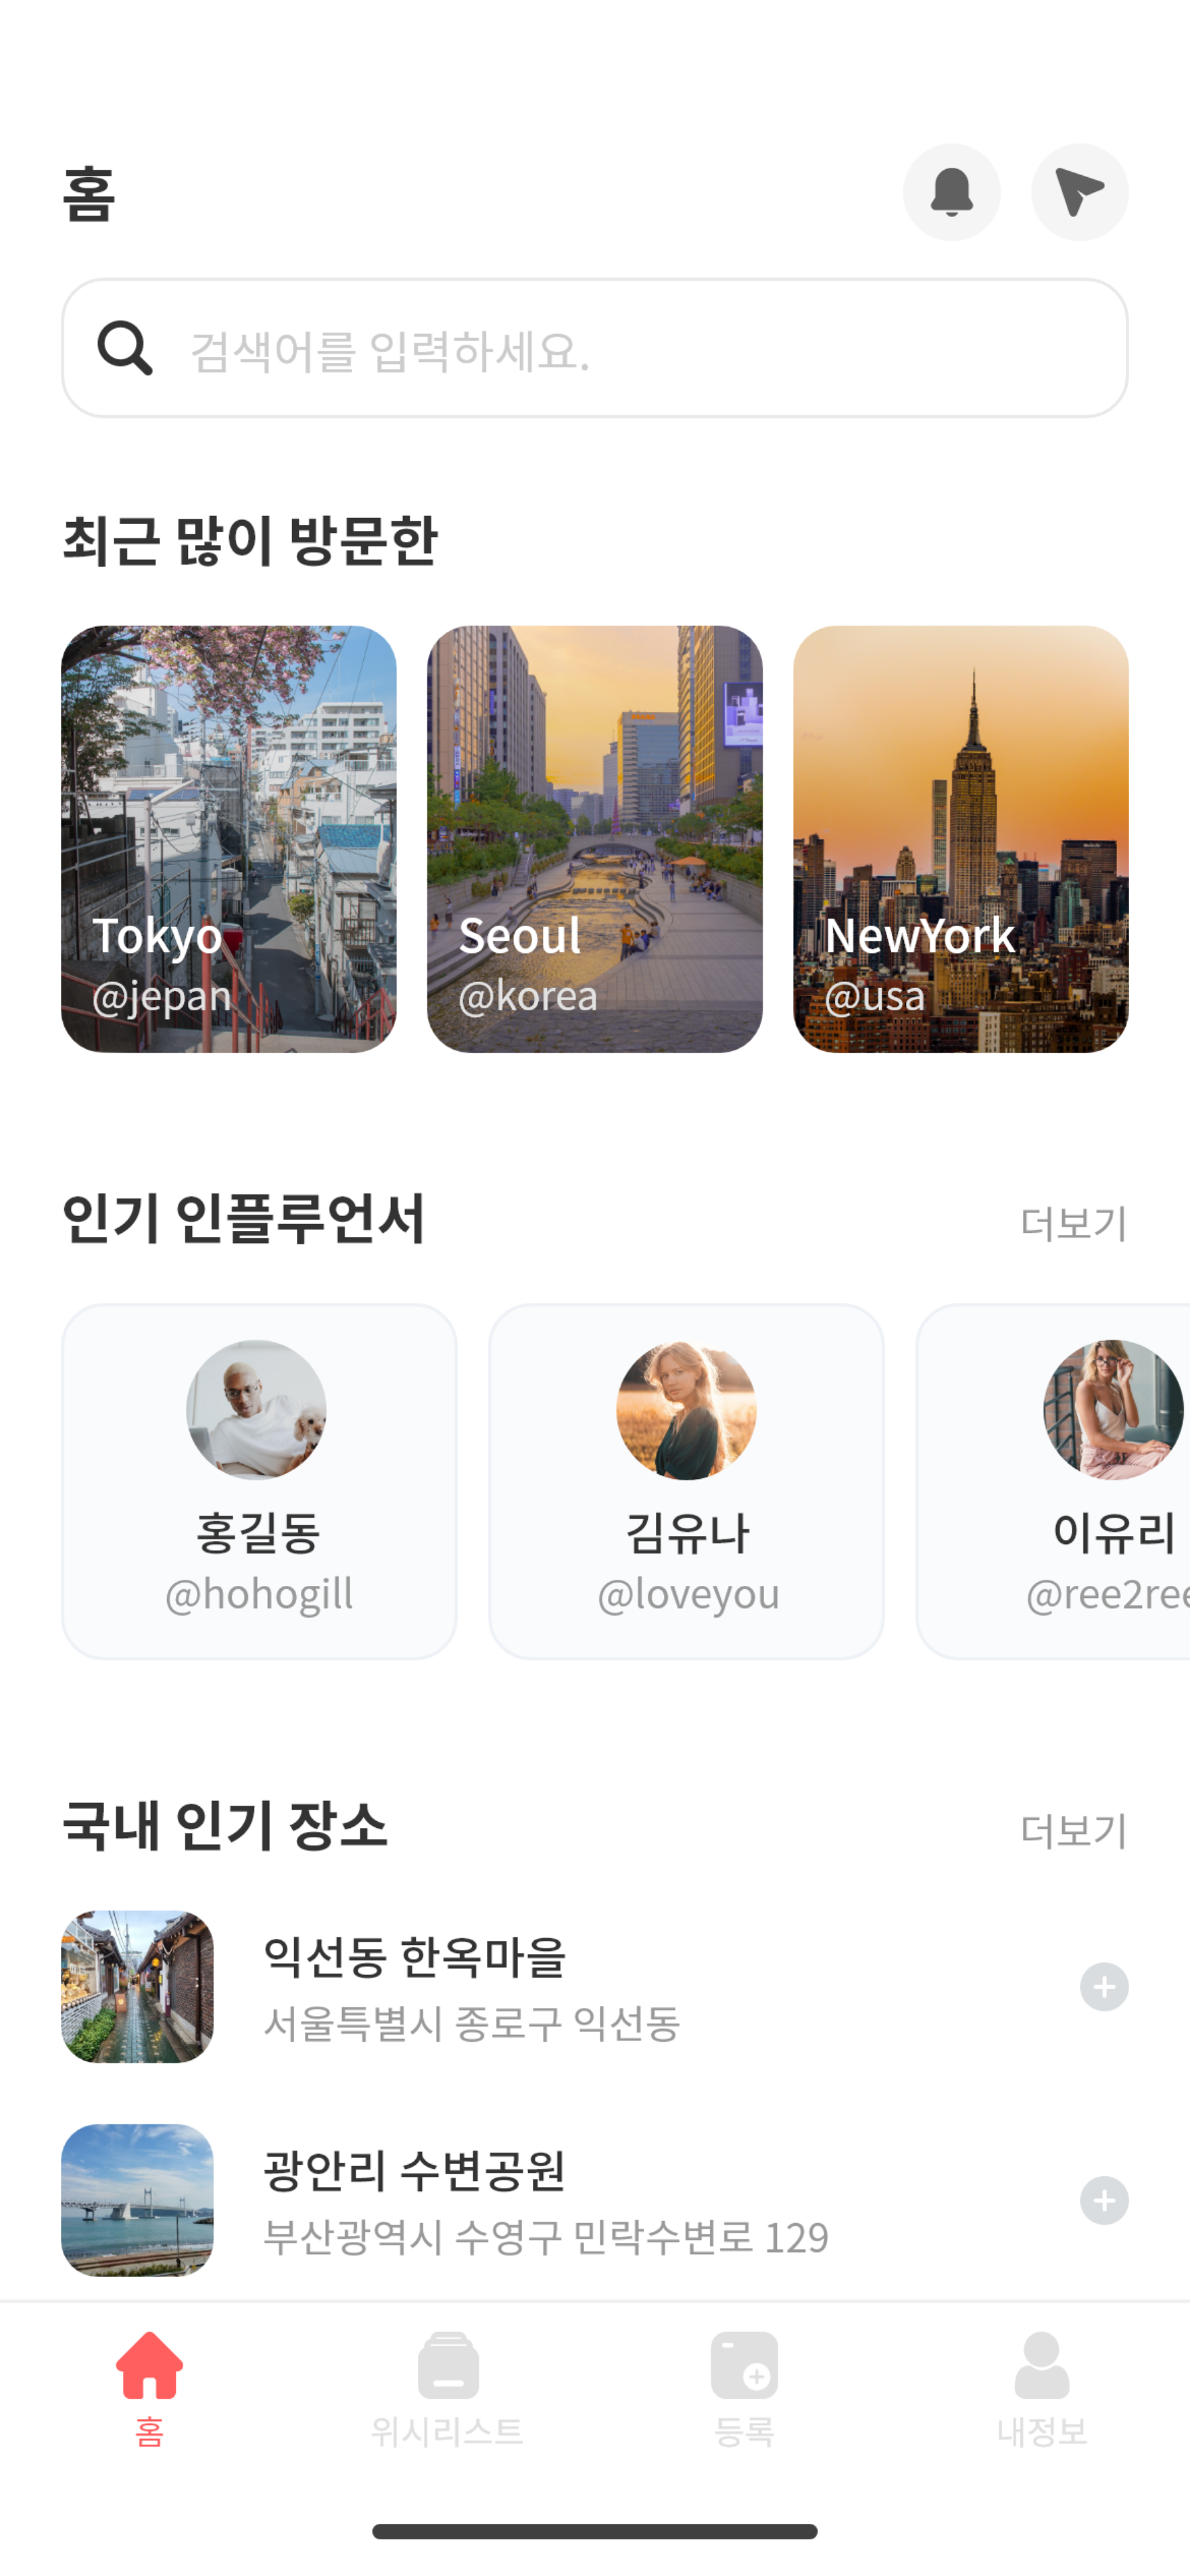 홈
검색어를 입력하세요.
최근 많이 방문한
Tokyo
@jepan
Seoul
@korea
NewYork
@usa
인기 인플루언서
더보기
홍길동
@hohogill
김유나
@loveyou
이유리
@ree2ree
국내 인기 장소
더보기
익선동 한옥마을
서울특별시 종로구 익선동
광안리 수변공원
부산광역시 수영구 민락수변로 129
홈
위시리스트
등록
내정보